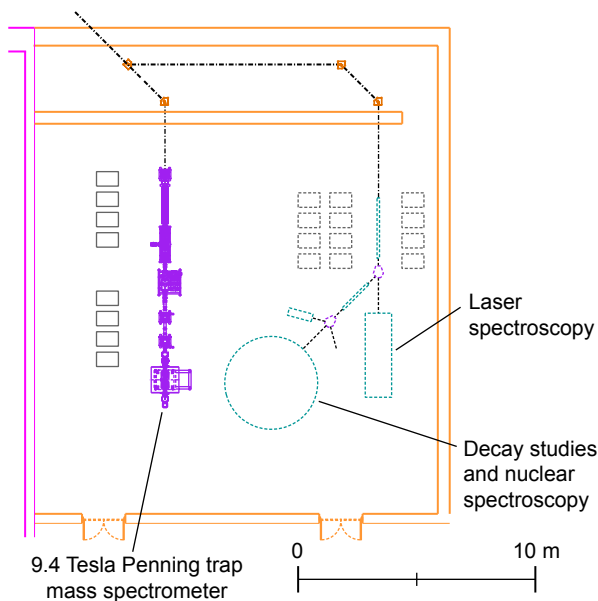 Laser
spectroscopy
Decay studies
and nuclear
spectroscopy
9.4 Tesla Penning trap
mass spectrometer
0
10 m